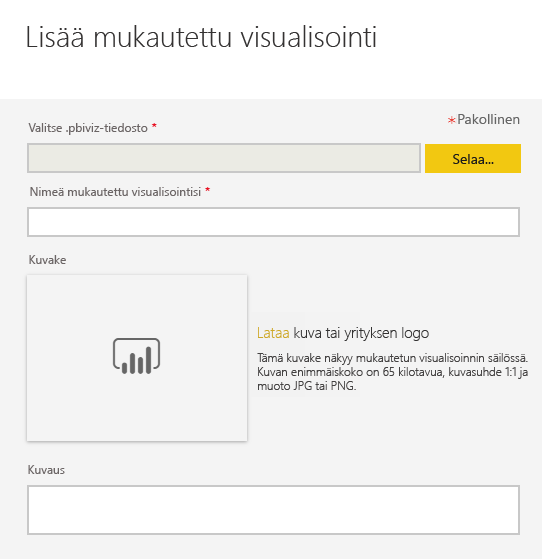 Lisää mukautettu visualisointi
*Pakollinen
Valitse .pbiviz-tiedosto *
Selaa...
Nimeä mukautettu visualisointisi *
Kuvake
Lataa kuva tai yrityksen logo
Tämä kuvake näkyy mukautetun visualisoinnin säilössä.
Kuvan enimmäiskoko on 65 kilotavua, kuvasuhde 1:1 ja
muoto JPG tai PNG.
Kuvaus